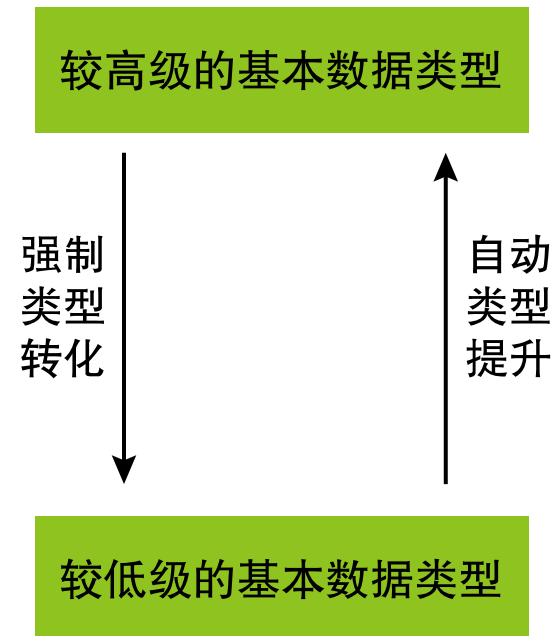 较高级的基本数据类型
强制
类型
转化
自动
类型
提升
较低级的基本数据类型